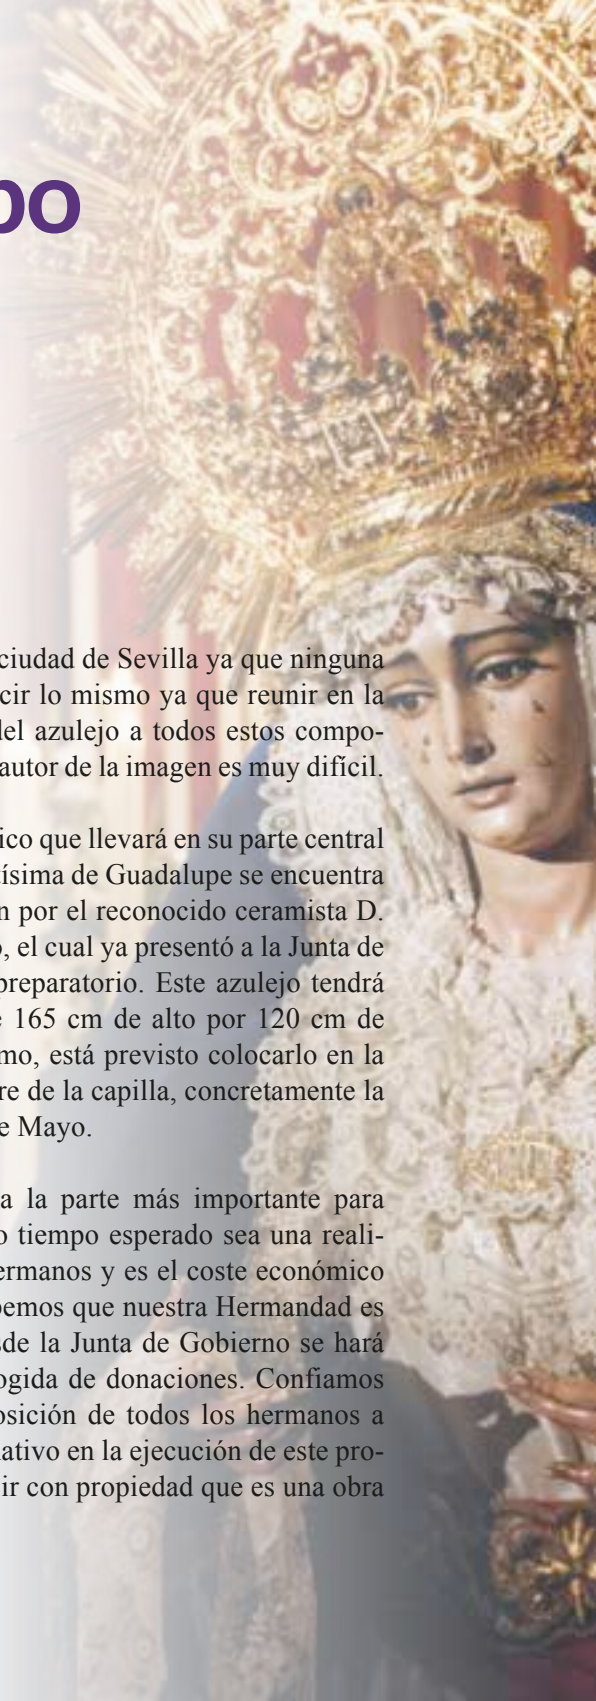 po
ciudad de Sevilla ya que ninguna
cir lo mismo ya que reunir en la
del azulejo a todos estos compo-
autor de la imagen es muy difícil.
ico que llevará en su parte central
tísima de Guadalupe se encuentra
n por el reconocido ceramista D.
o, el cual ya presentó a la Junta de
preparatorio. Este azulejo tendrá
e 165 cm de alto por 120 cm de
mo, está previsto colocarlo en la
re de la capilla, concretamente la
e Mayo.
a la parte más importante para
o tiempo esperado sea una reali-
ermanos y es el coste económico
bemos que nuestra Hermandad es
sde la Junta de Gobierno se hará
ogida de donaciones. Confiamos
osición de todos los hermanos a
ativo en la ejecución de este pro-
ir con propiedad que es una obra